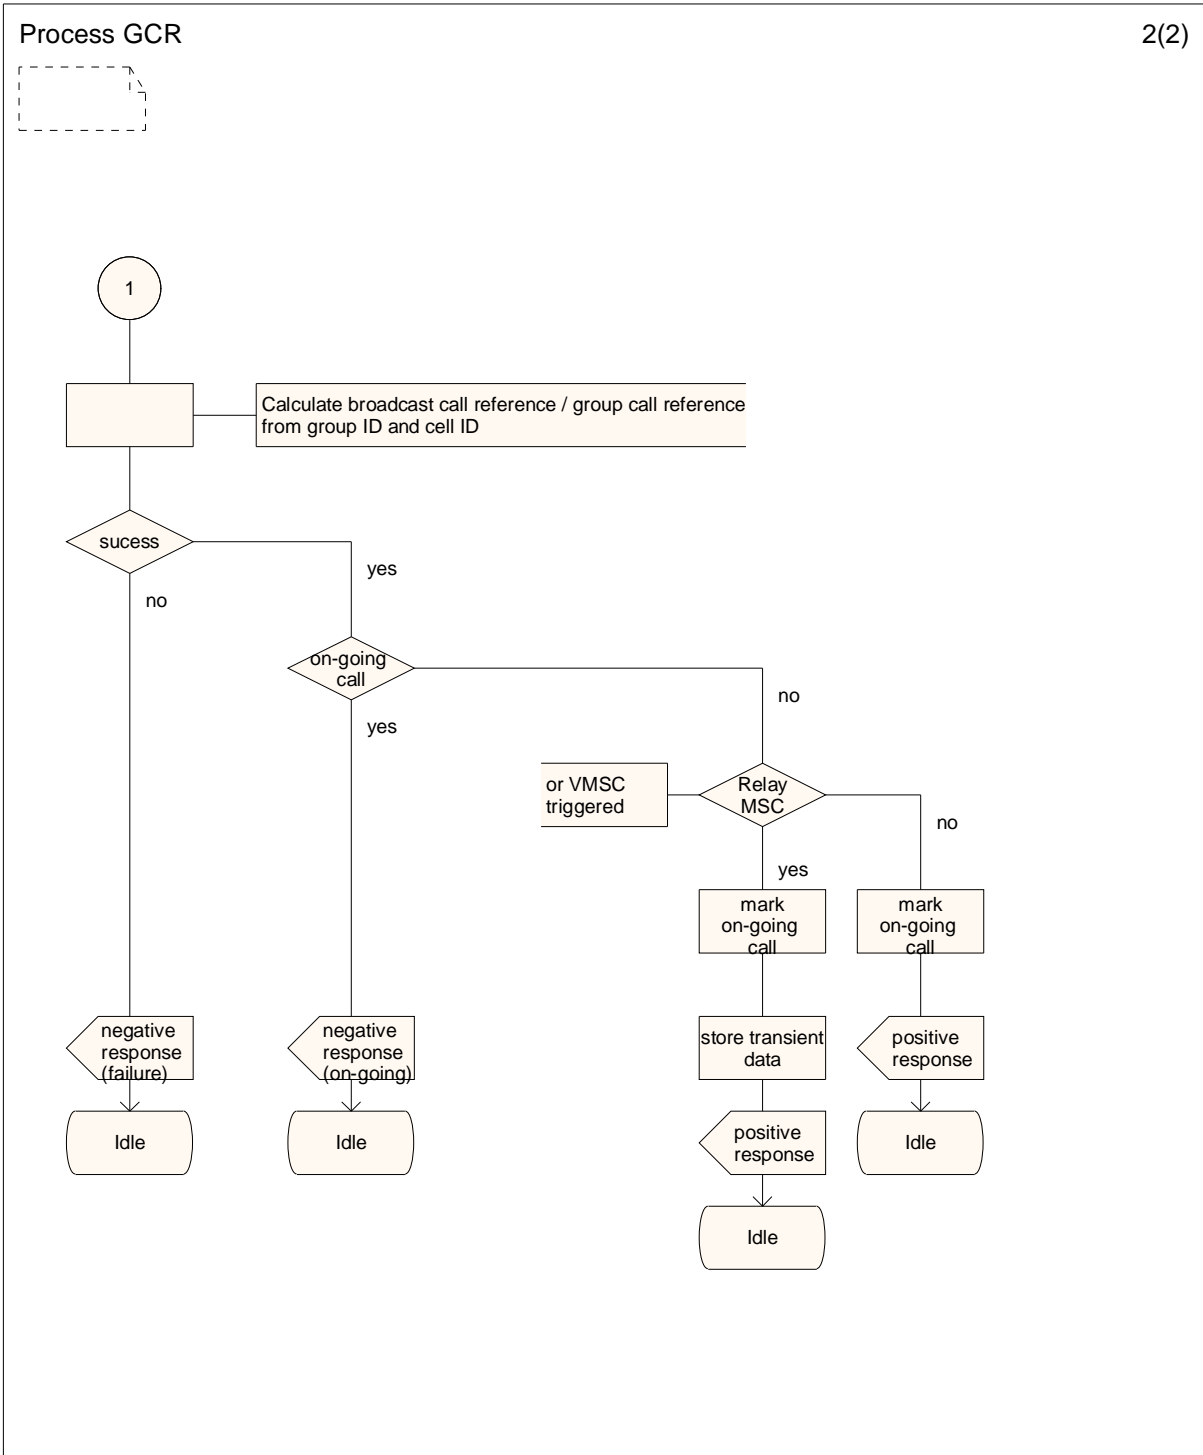 Process GCR
2(2)
1
Calculate broadcast call reference / group call reference
from group ID and cell ID
sucess
yes
no
on-going
call
no
yes
or VMSC
triggered
Relay
MSC
no
yes
mark
on-going
call
mark
on-going
call
negative
response
(failure)
negative
response
(on-going)
store transient
data
positive
response
Idle
Idle
positive
response
Idle
Idle